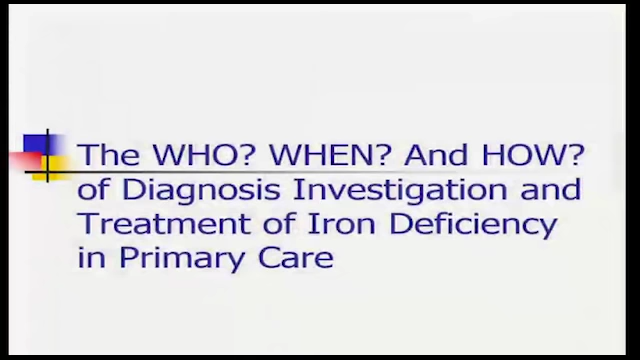 The WHO? WHEN? And HOW?
of Diagnosis Investigation and
Treatment of Iron Deficiency
in Primary Care